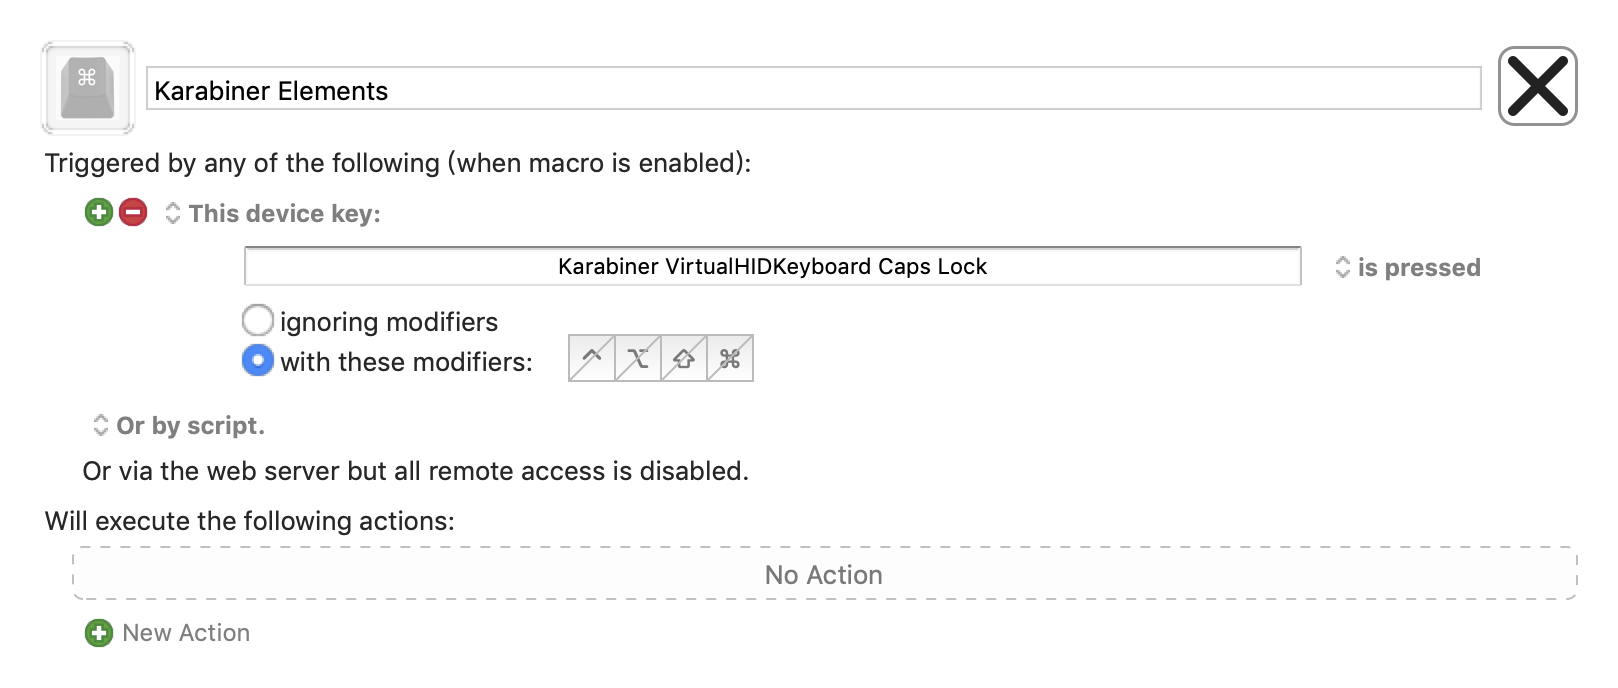 ⌘
Karabiner Elements
Triggered by any of the following (when macro is enabled):
This device key:
Karabiner VirtualHIDKeyboard Caps Lock
is pressed
ignoring modifiers
with these modifiers: ^ ⌥ ⇧ ⌘
Or by script.
Or via the web server but all remote access is disabled.
Will execute the following actions:
No Action
New Action